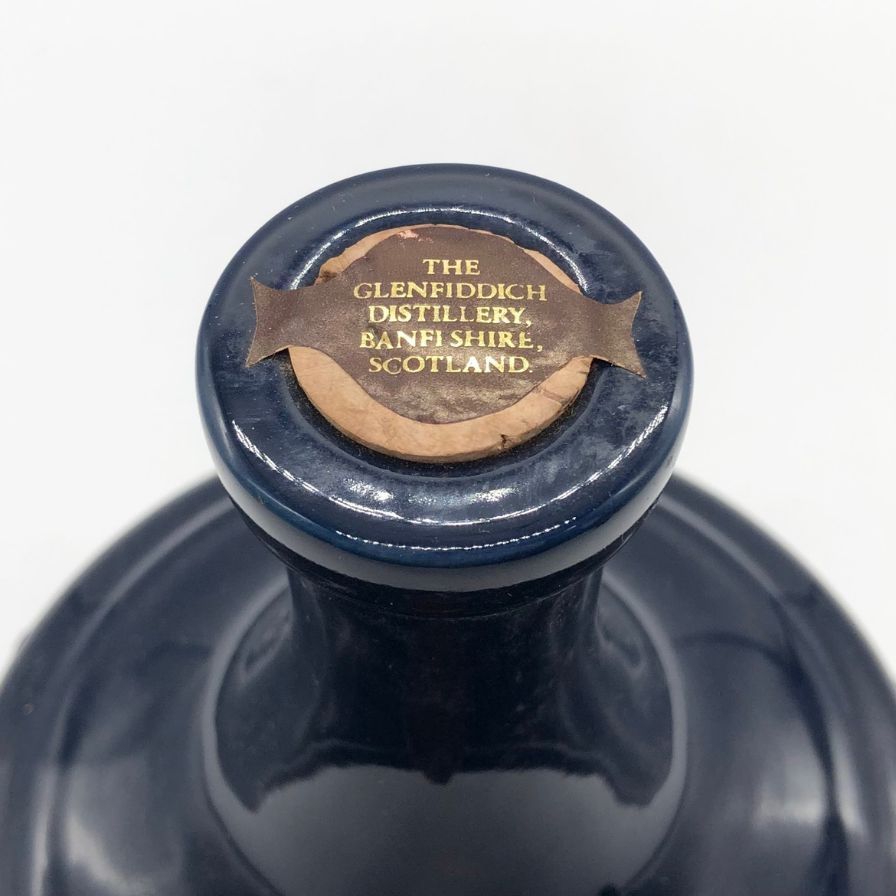 THE
GLENFIDDICH
DISTILLERY,
BANFFSHIRE,
SCOTLAND.